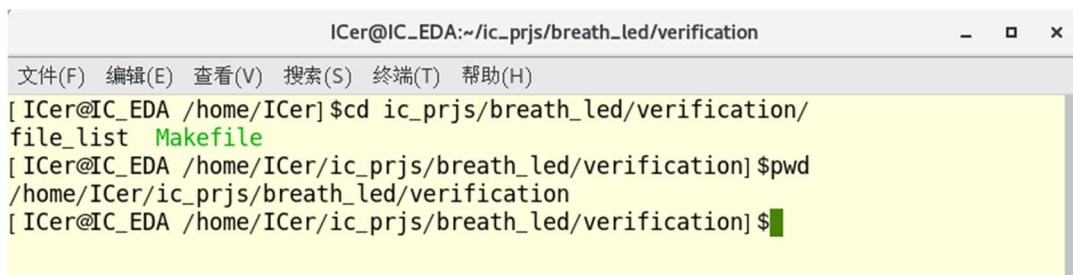 ICer@IC_EDA:~/ic_prjs/breath_led/verification
文件(F) 编辑(E) 查看(V) 搜索(S) 终端(T) 帮助(H)
[ICer@IC_EDA /home/ICer]$cd ic_prjs/breath_led/verification/
file_list  Makefile
[ICer@IC_EDA /home/ICer/ic_prjs/breath_led/verification]$pwd
/home/ICer/ic_prjs/breath_led/verification
[ICer@IC_EDA /home/ICer/ic_prjs/breath_led/verification]$